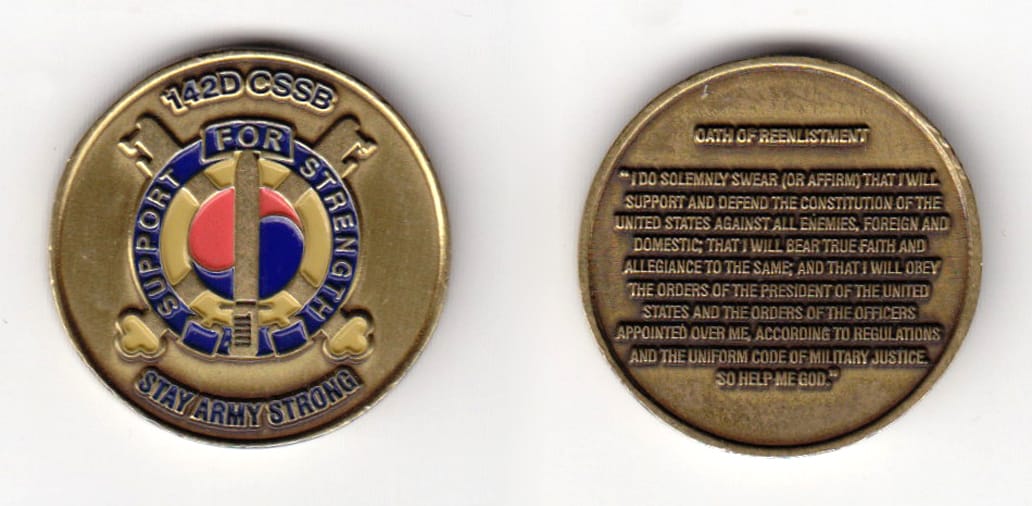 142D CSSB
SUPPORT FOR STRENGTH
STAY ARMY STRONG
OATH OF REENLISTMENT
"I DO SOLEMNLY SWEAR (OR AFFIRM) THAT I WILL
SUPPORT AND DEFEND THE CONSTITUTION OF THE
UNITED STATES AGAINST ALL ENEMIES, FOREIGN AND
DOMESTIC; THAT I WILL BEAR TRUE FAITH AND
ALLEGIANCE TO THE SAME; AND THAT I WILL OBEY
THE ORDERS OF THE PRESIDENT OF THE UNITED
STATES AND THE ORDERS OF THE OFFICERS
APPOINTED OVER ME, ACCORDING TO REGULATIONS
AND THE UNIFORM CODE OF MILITARY JUSTICE.
SO HELP ME GOD."